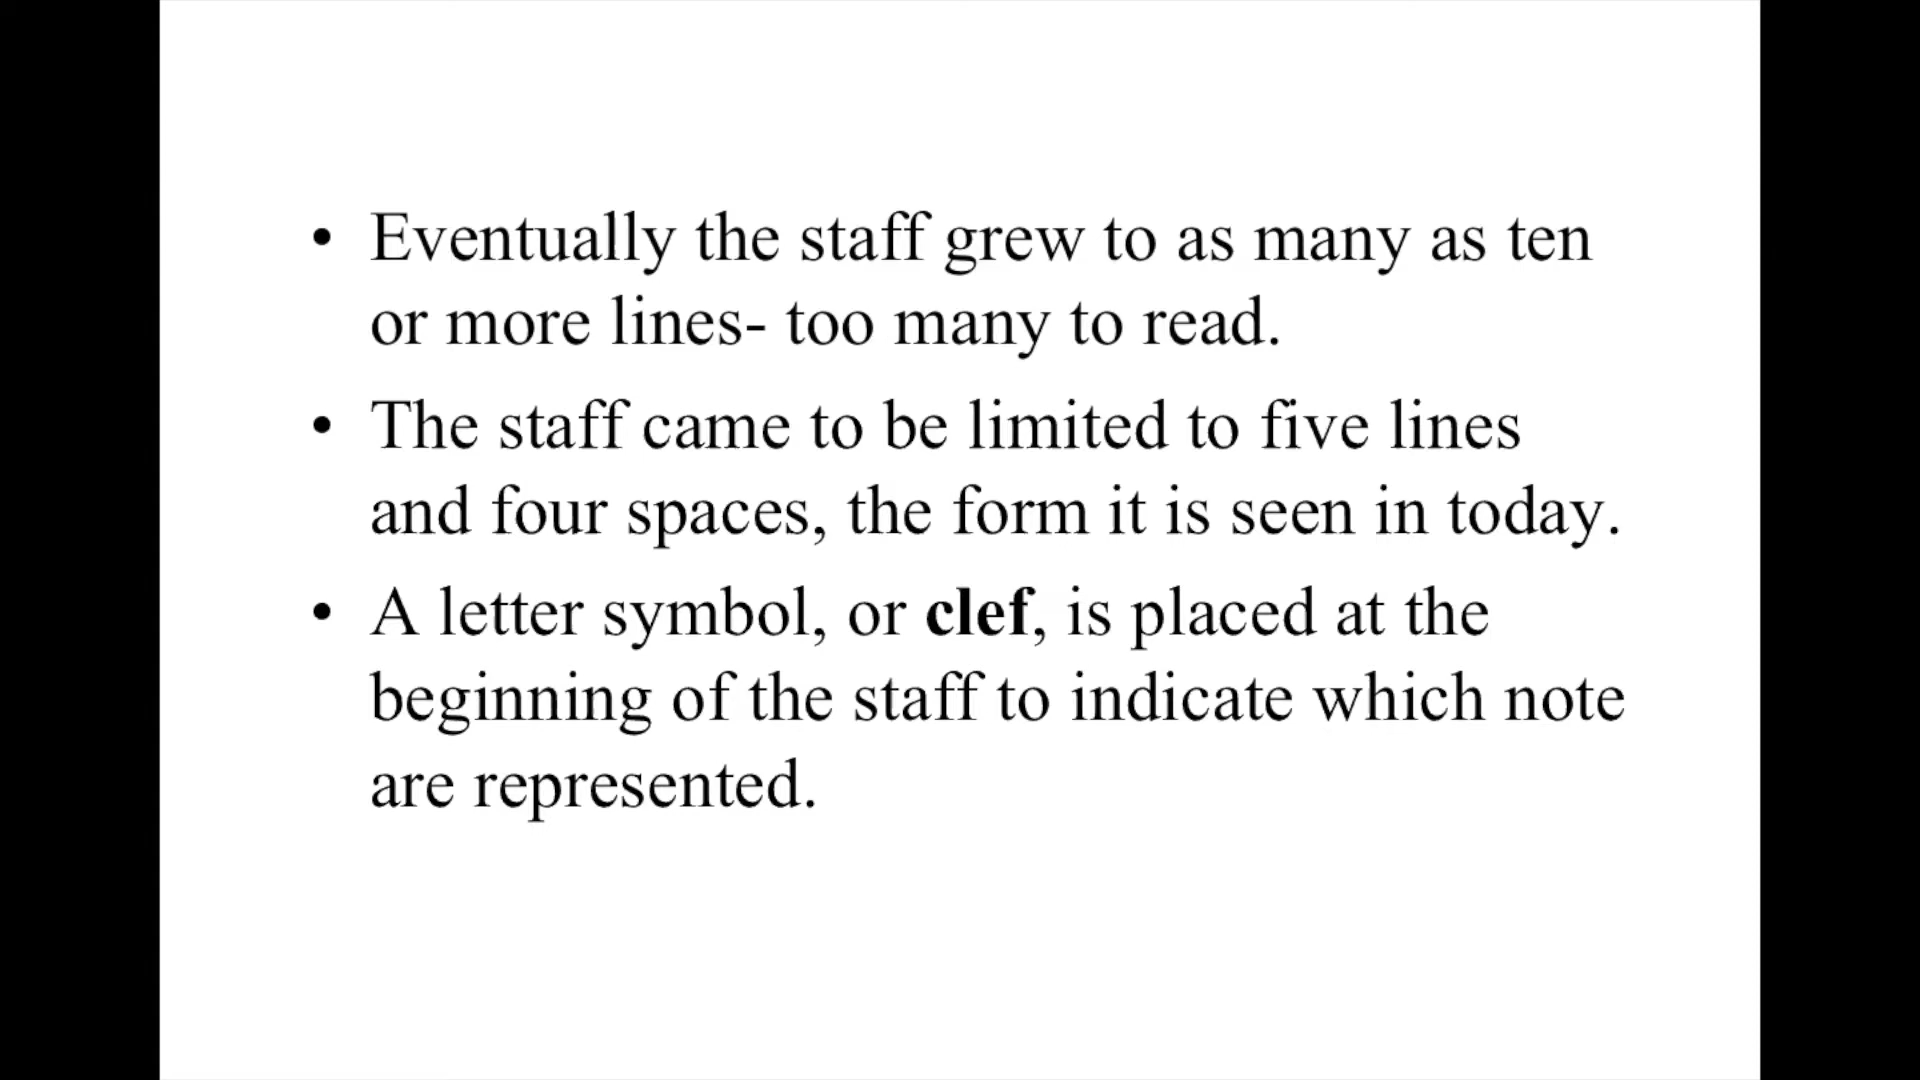 • Eventually the staff grew to as many as ten
or more lines- too many to read.
• The staff came to be limited to five lines
and four spaces, the form it is seen in today.
• A letter symbol, or clef, is placed at the
beginning of the staff to indicate which note
are represented.